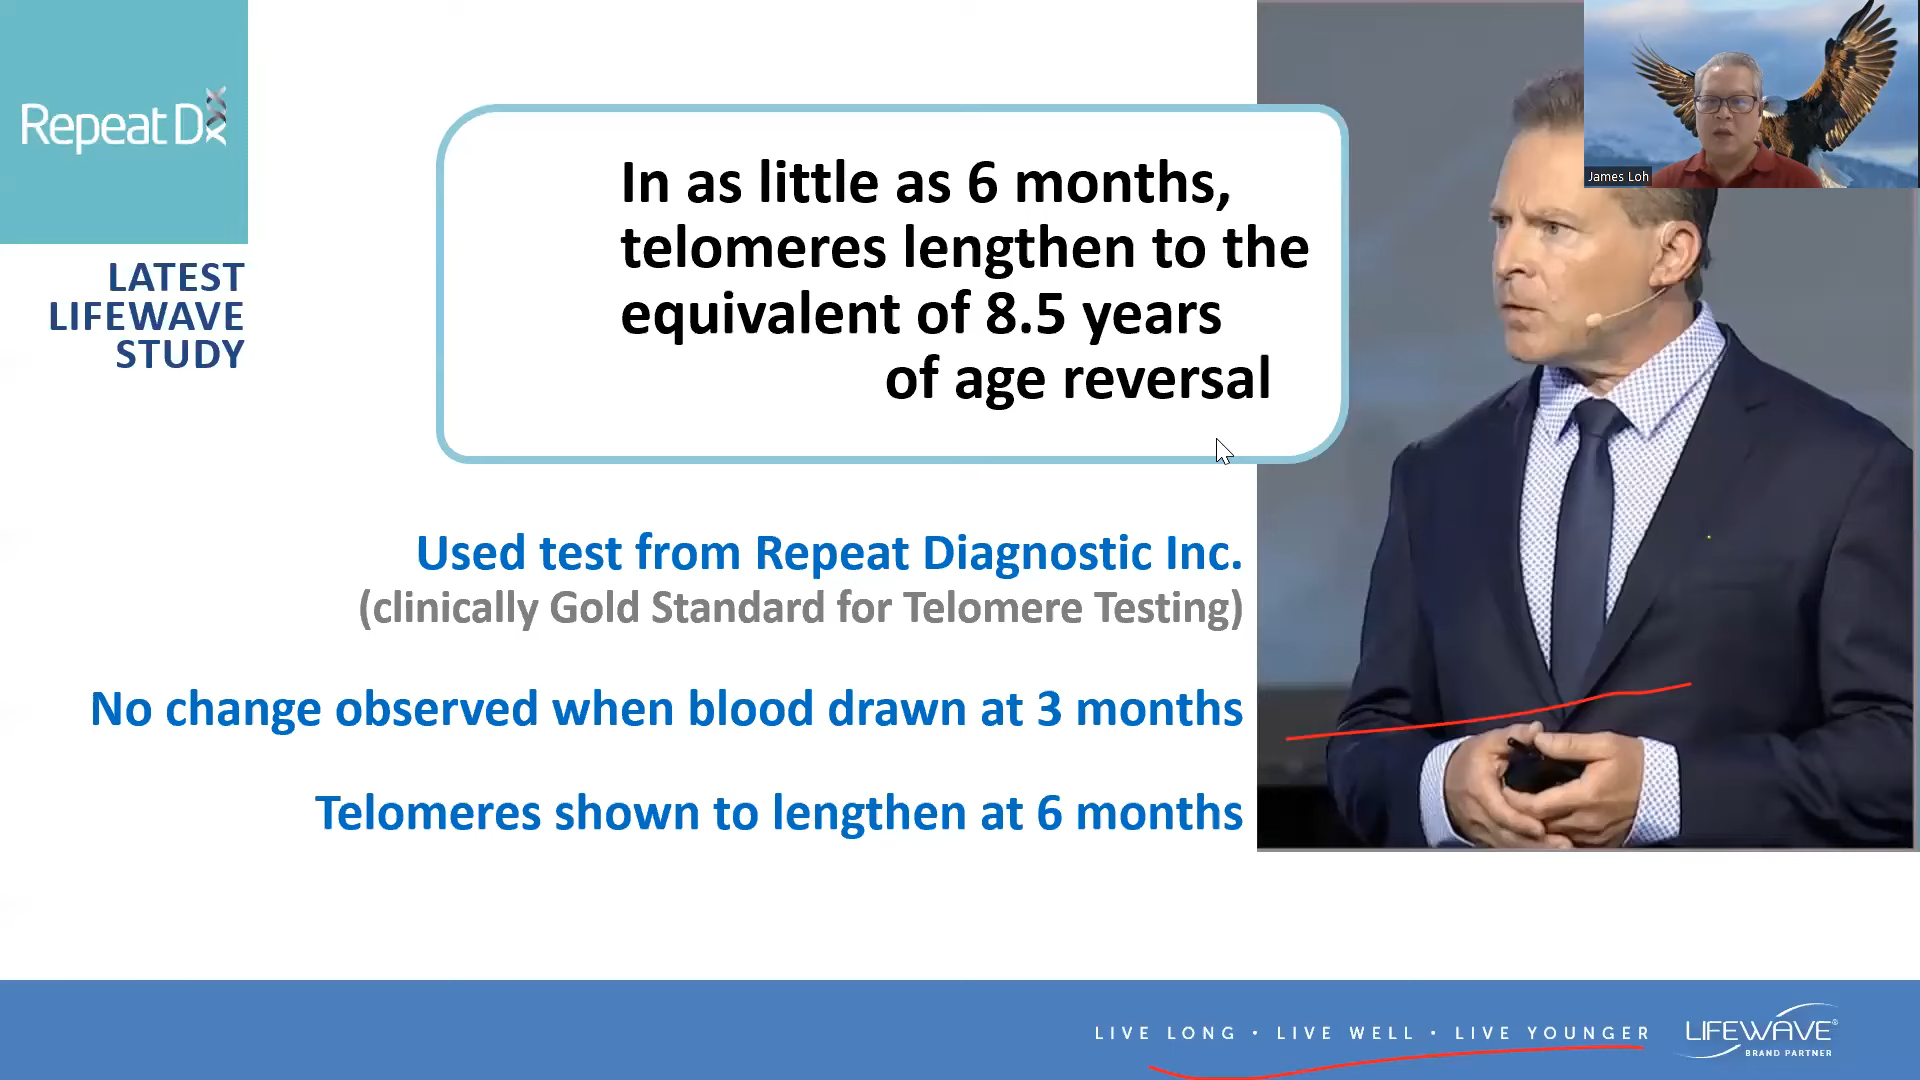 Repeat Dx
LATEST
LIFEWAVE
STUDY
In as little as 6 months,
telomeres lengthen to the
equivalent of 8.5 years
of age reversal
James Loh
Used test from Repeat Diagnostic Inc.
(clinically Gold Standard for Telomere Testing)
No change observed when blood drawn at 3 months
Telomeres shown to lengthen at 6 months
LIVE LONG • LIVE WELL • LIVE YOUNGER
LIFEWAVE®
BRAND PARTNER